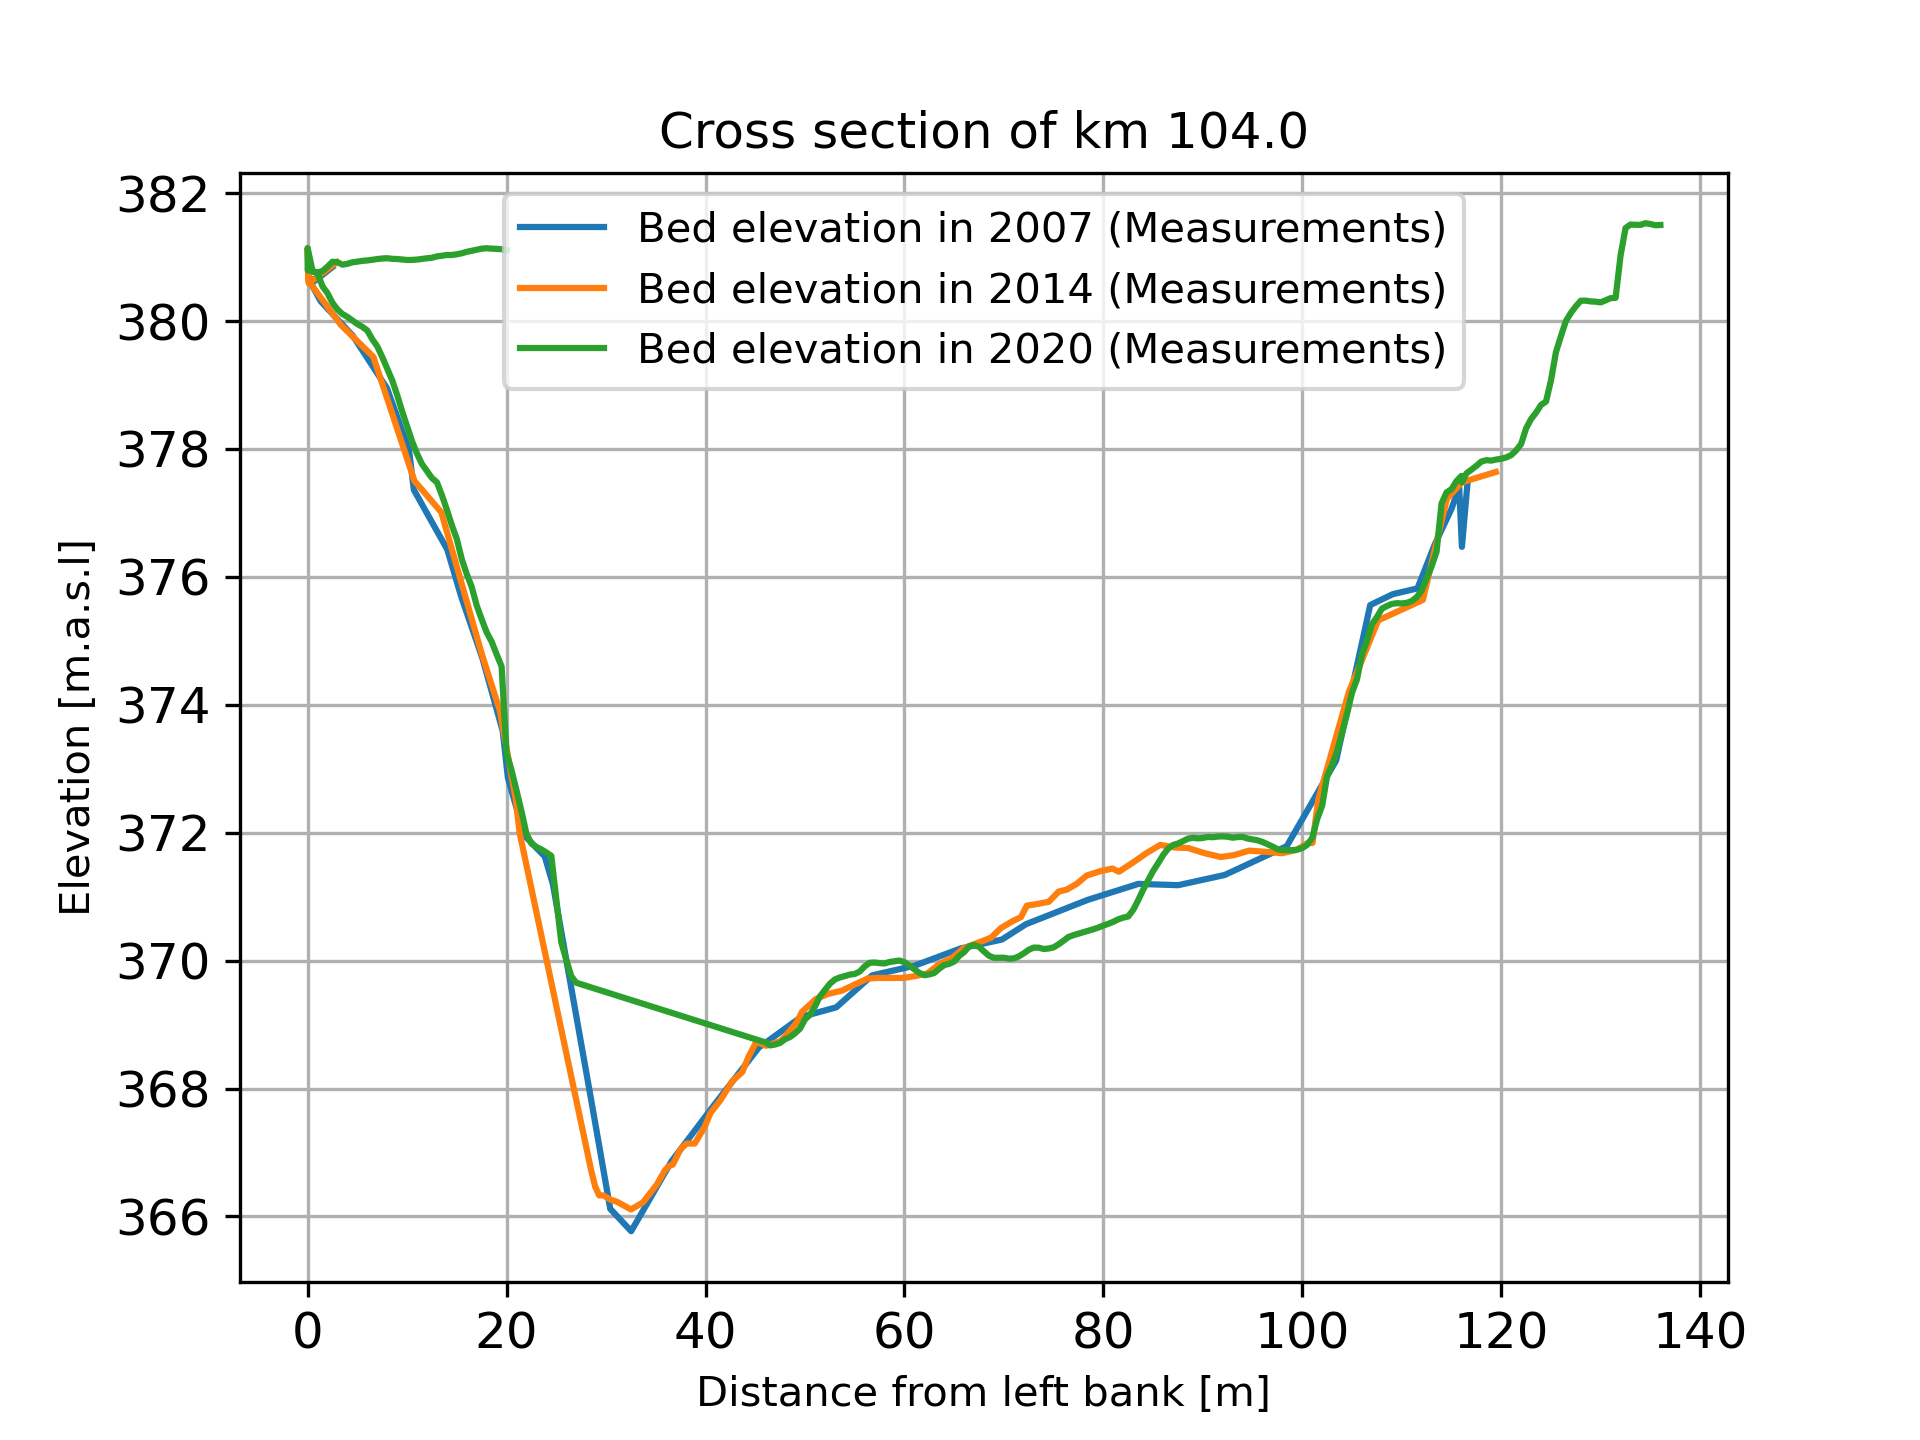 Cross section of km 104.0
Bed elevation in 2007 (Measurements)
Bed elevation in 2014 (Measurements)
Bed elevation in 2020 (Measurements)
Elevation [m.a.s.l]
382
380
378
376
374
372
370
368
366
0 20 40 60 80 100 120 140
Distance from left bank [m]